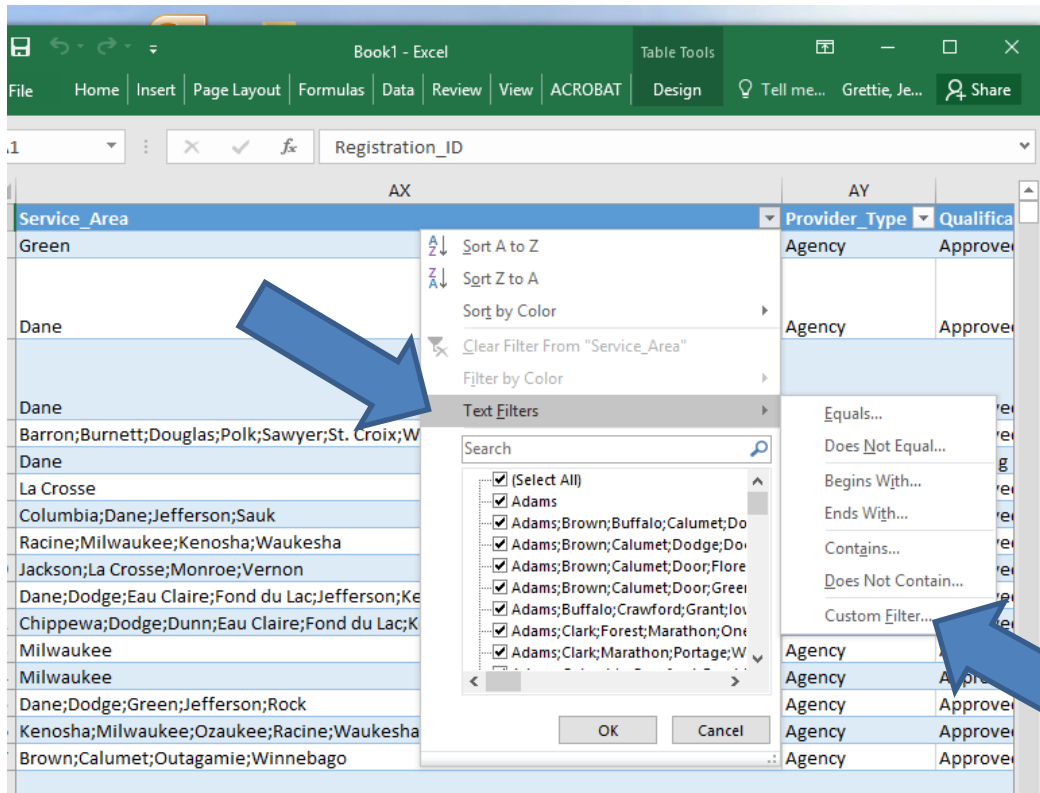 Book1 - Excel
Table Tools
File Home Insert Page Layout Formulas Data Review View ACROBAT Design Tell me... Grettie, Je... Share
fx Registration_ID
AX AY
Service_Area Provider_Type
Green Agency
Dane Agency
Dane
Barron;Burnett;Douglas;Polk;Sawyer;St. Croix;W
Dane
La Crosse
Columbia;Dane;Jefferson;Sauk
Racine;Milwaukee;Kenosha;Waukesha
Jackson;La Crosse;Monroe;Vernon
Dane;Dodge;Eau Claire;Fond du Lac;Jefferson;Ke
Chippewa;Dodge;Dunn;Eau Claire;Fond du Lac;K
Milwaukee Agency
Milwaukee Agency
Dane;Dodge;Green;Jefferson;Rock Agency
Kenosha;Milwaukee;Ozaukee;Racine;Waukesha Agency
Brown;Calumet;Outagamie;Winnebago Agency
Sort A to Z
Sort Z to A
Sort by Color
Clear Filter From "Service_Area"
Filter by Color
Text Filters
Search
(Select All)
Adams
Adams;Brown;Buffalo;Calumet;Do
Adams;Brown;Calumet;Dodge;Doo
Adams;Brown;Calumet;Door;Flore
Adams;Brown;Calumet;Door;Green
Adams;Buffalo;Crawford;Grant;Iow
Adams;Clark;Forest;Marathon;One
Adams;Clark;Marathon;Portage;W
OK Cancel
Equals...
Does Not Equal...
Begins With...
Ends With...
Contains...
Does Not Contain...
Custom Filter...